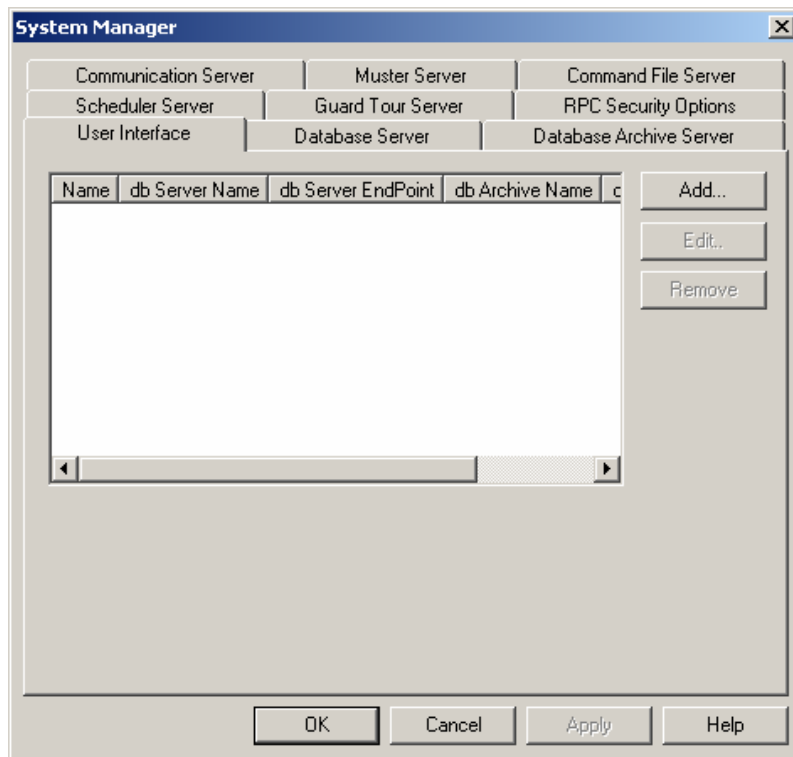 System Manager
Communication Server Muster Server Command File Server
Scheduler Server Guard Tour Server RPC Security Options
User Interface Database Server Database Archive Server
Name db Server Name db Server EndPoint db Archive Name
Add...
Edit..
Remove
OK Cancel Apply Help